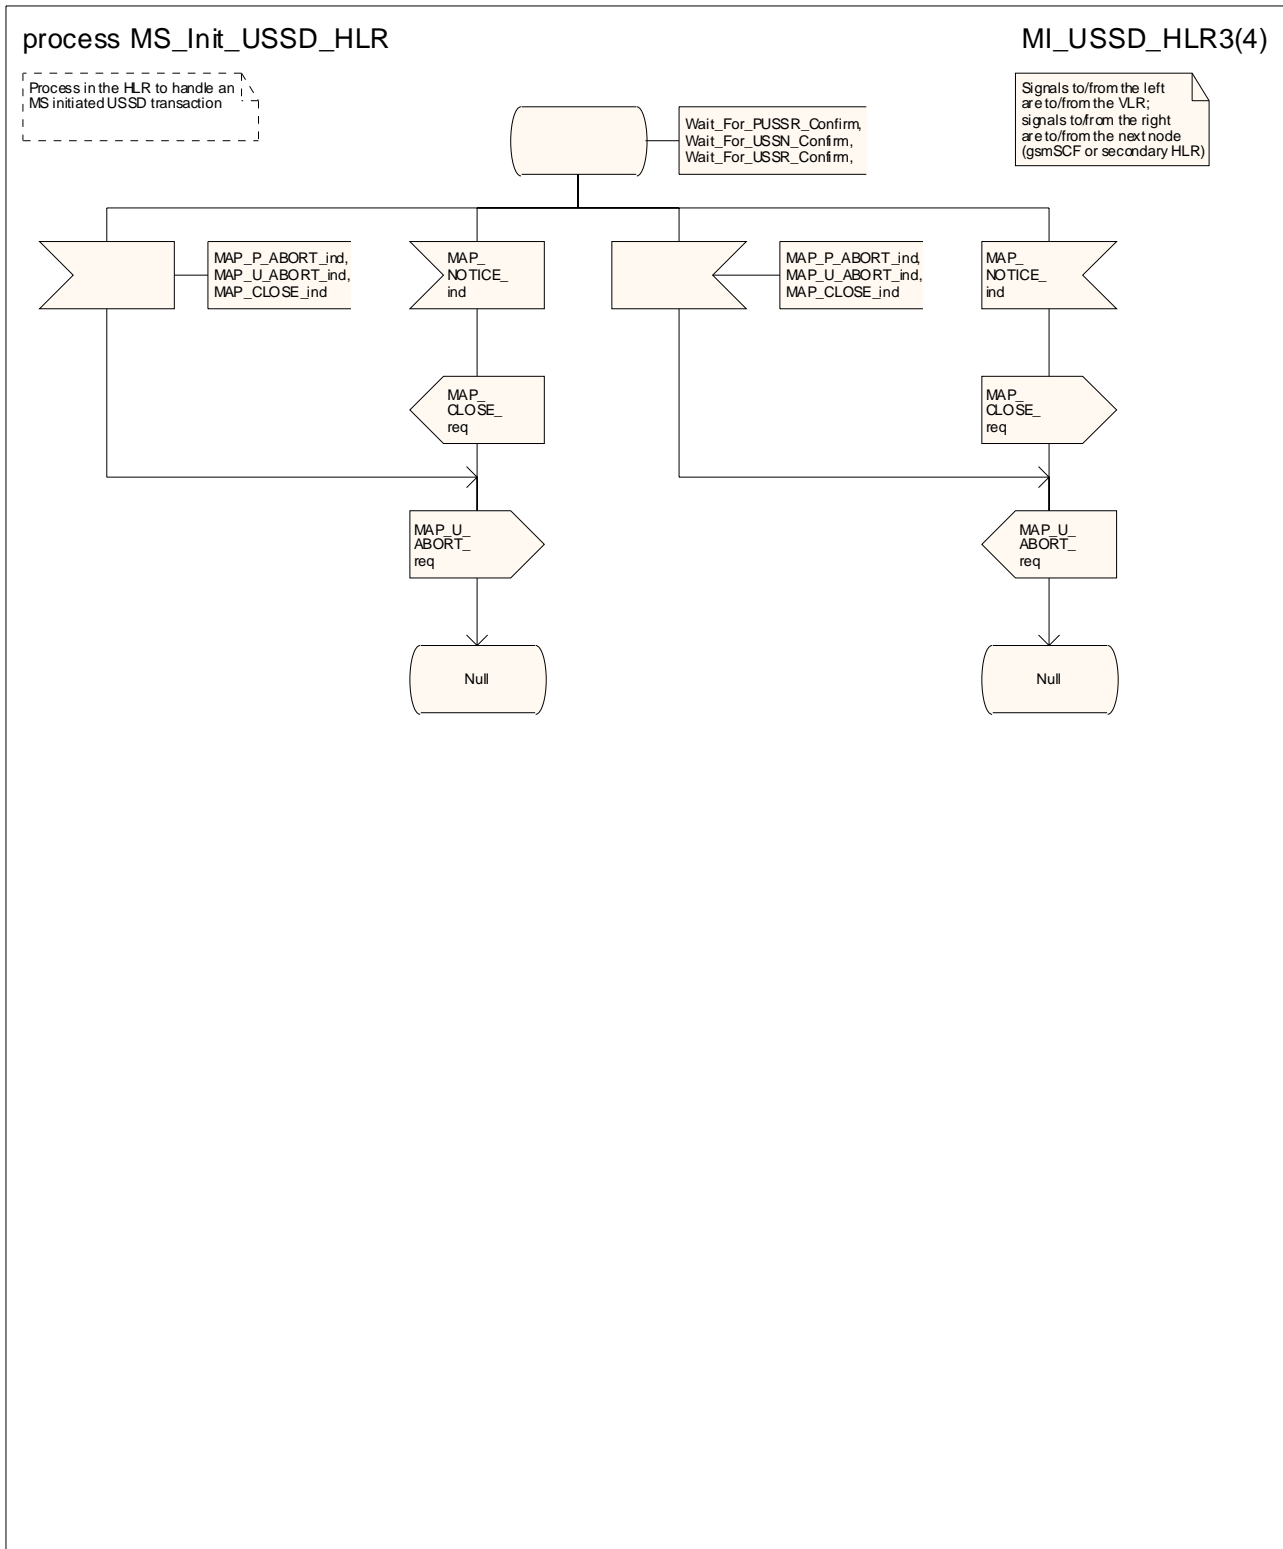 process MS_Init_USSD_HLR
MI_USSD_HLR3(4)
Process in the HLR to handle an
MS initiated USSD transaction
Signals to/from the left
are to/from the VLR;
signals to/from the right
are to/from the next node
(gsmSCF or secondary HLR)
Wait_For_PUSSR_Confirm,
Wait_For_USSN_Confirm,
Wait_For_USSR_Confirm,
MAP_P_ABORT_ind,
MAP_U_ABORT_ind,
MAP_CLOSE_ind
MAP_
NOTICE_
ind
MAP_P_ABORT_ind,
MAP_U_ABORT_ind,
MAP_CLOSE_ind
MAP_
NOTICE_
ind
MAP_
CLOSE_
req
MAP_
CLOSE_
req
MAP_U_
ABORT_
req
MAP_U_
ABORT_
req
Null
Null